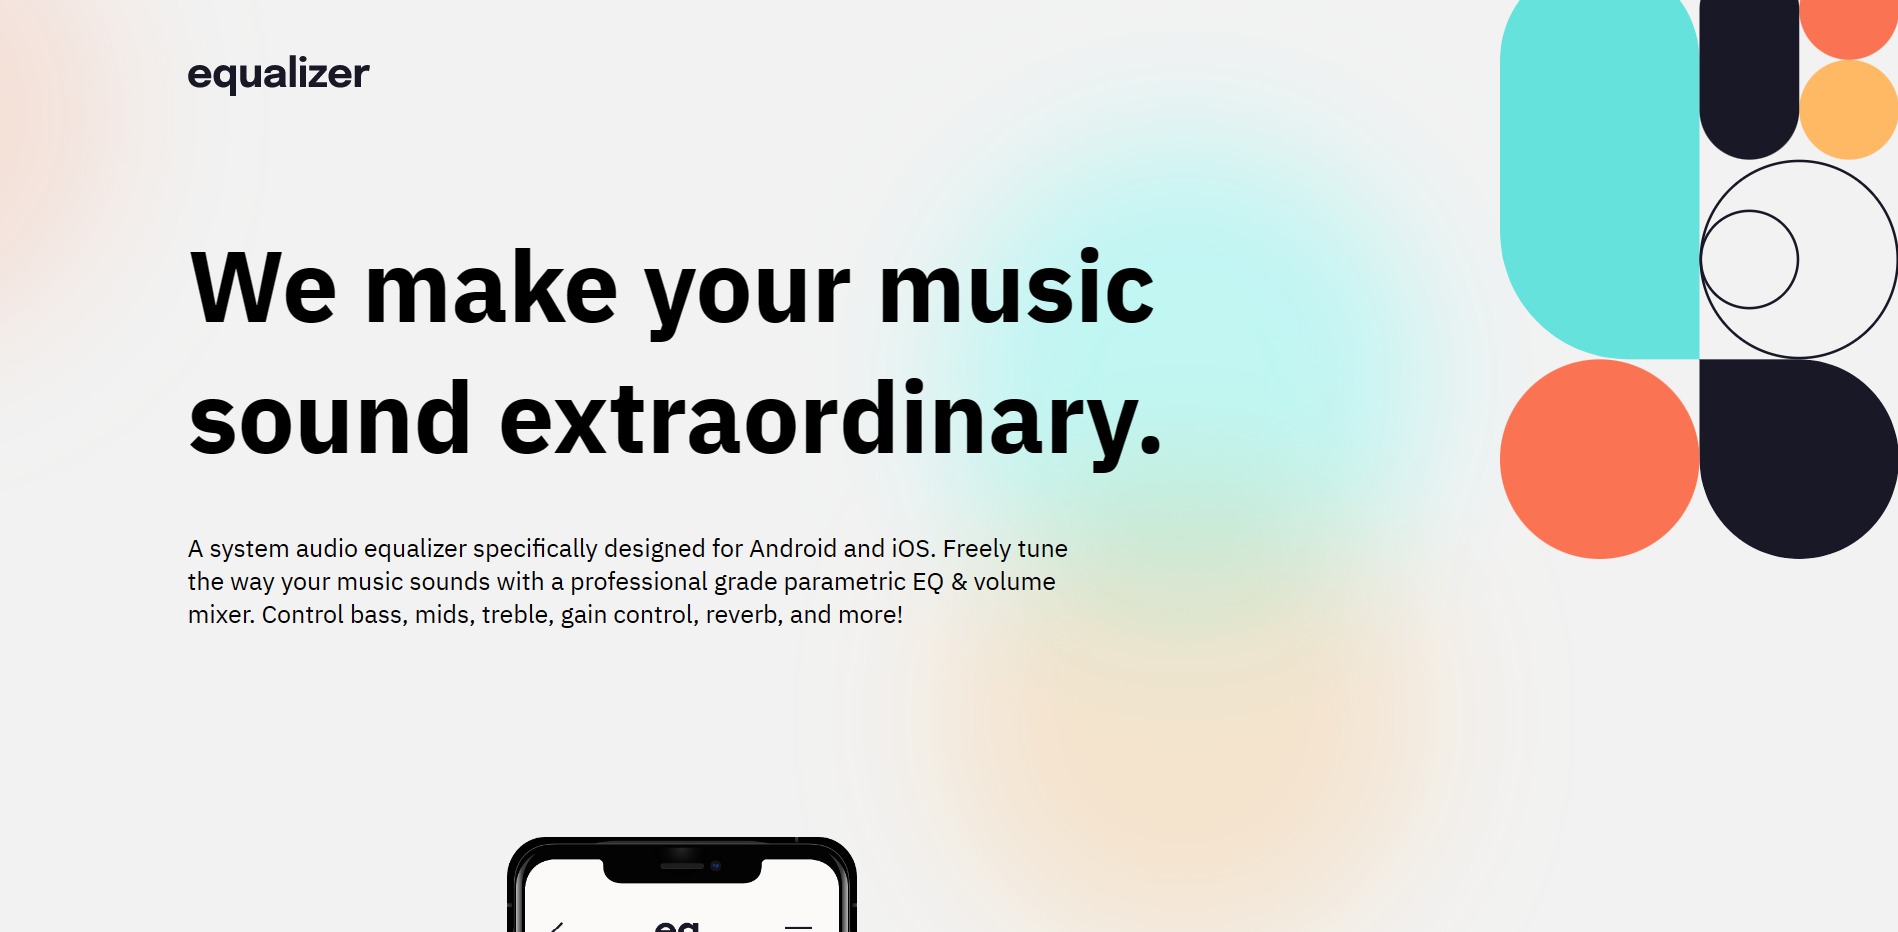 equalizer
We make your music
sound extraordinary.
A system audio equalizer specifically designed for Android and iOS. Freely tune
the way your music sounds with a professional grade parametric EQ & volume
mixer. Control bass, mids, treble, gain control, reverb, and more!
eq